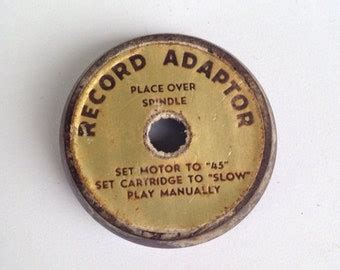 RECORD ADAPTOR
PLACE OVER
SPINDLE
SET MOTOR TO "45"
SET CARTRIDGE TO "SLOW"
PLAY MANUALLY